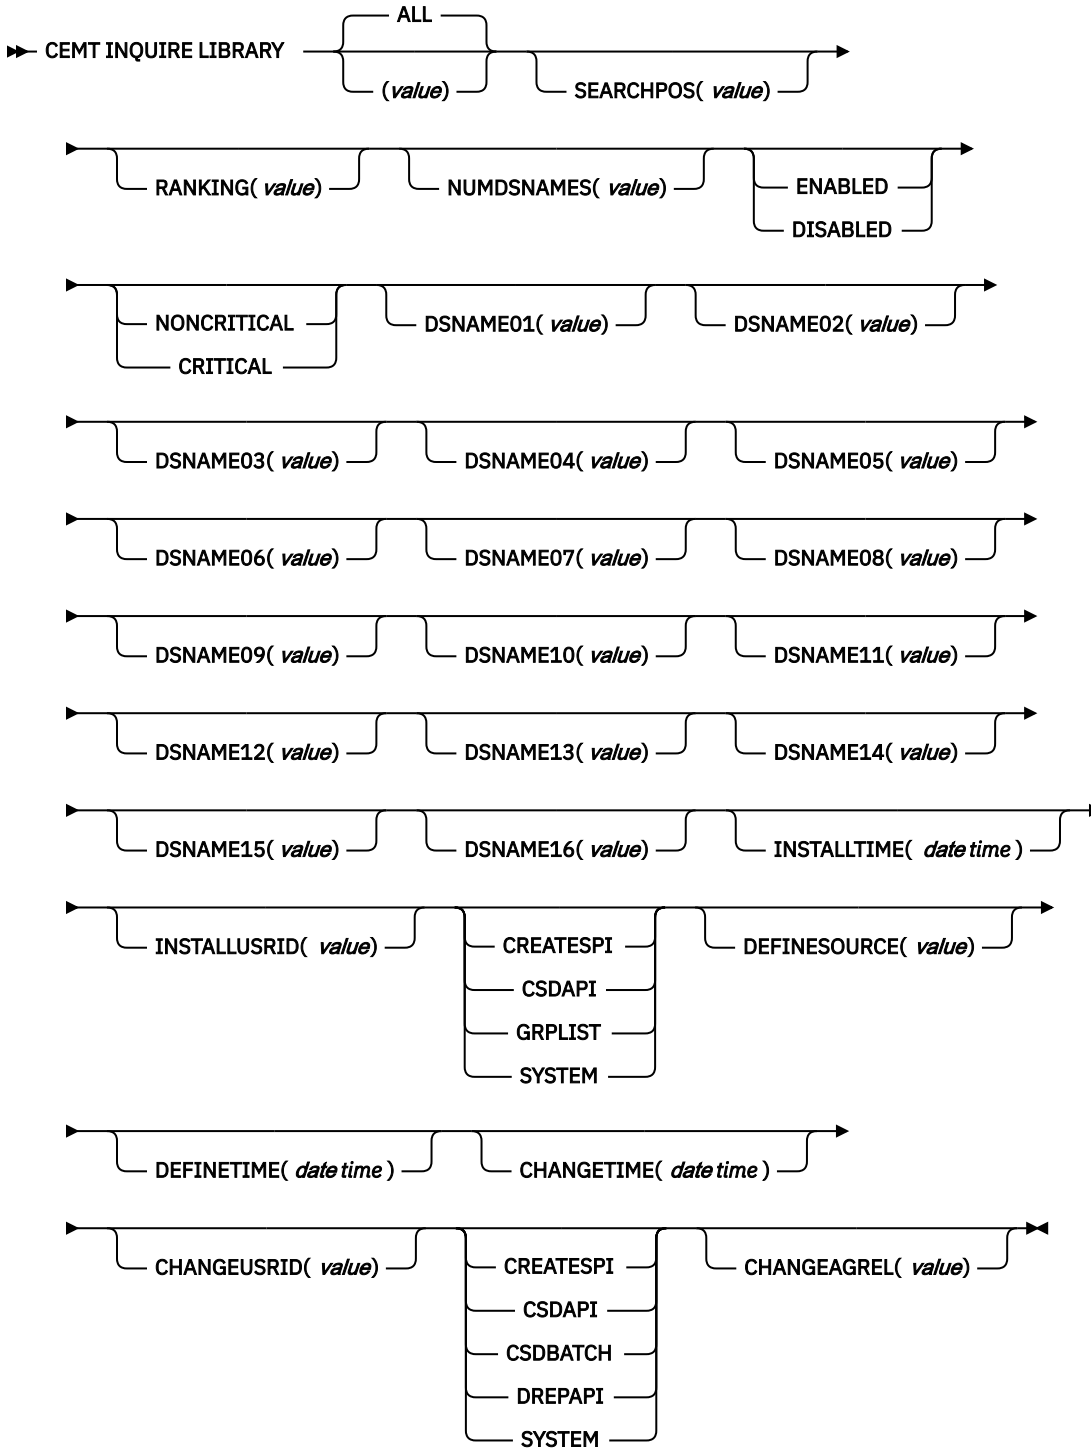 ALL
CEMT INQUIRE LIBRARY
(value)
SEARCHPOS( value)
RANKING( value)
NUMDSNAMES( value)
ENABLED
DISABLED
NONCRITICAL
CRITICAL
DSNAME01( value)
DSNAME02( value)
DSNAME03( value)
DSNAME04( value)
DSNAME05( value)
DSNAME06( value)
DSNAME07( value)
DSNAME08( value)
DSNAME09( value)
DSNAME10( value)
DSNAME11( value)
DSNAME12( value)
DSNAME13( value)
DSNAME14( value)
DSNAME15( value)
DSNAME16( value)
INSTALLTIME( date time )
INSTALLUSRID( value)
CREATESPI
CSDAPI
GRPLIST
SYSTEM
DEFINESOURCE( value)
DEFINETIME( date time )
CHANGETIME( date time )
CHANGEUSRID( value)
CREATESPI
CSDAPI
CSDBATCH
DREPAPI
SYSTEM
CHANGEAGREL( value)